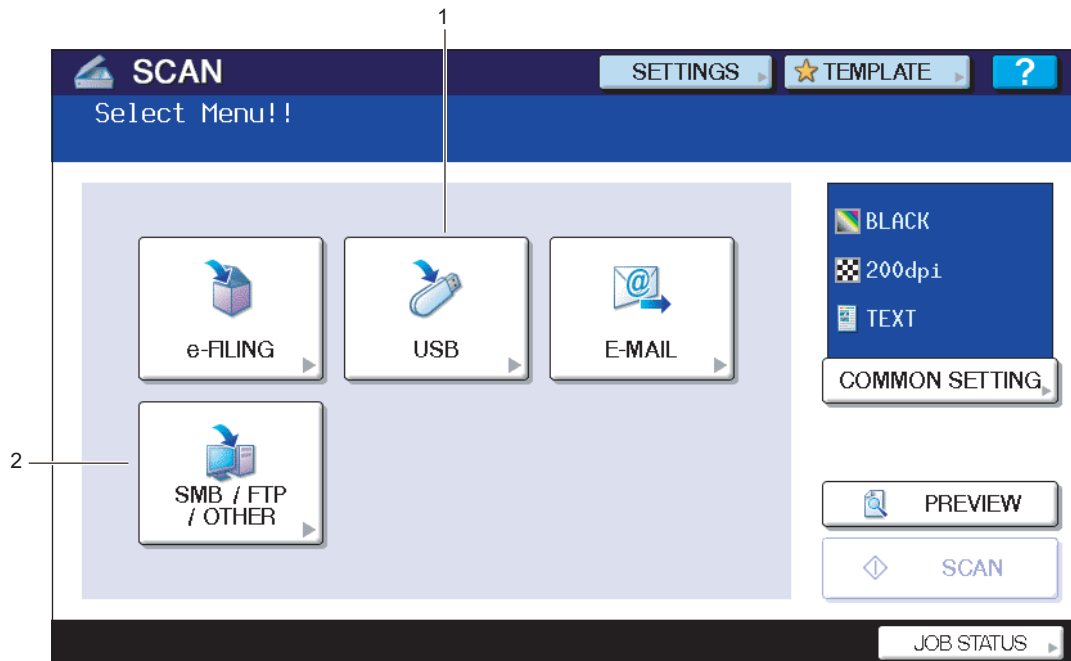 1
SCAN
SETTINGS
TEMPLATE
?
Select Menu!!
BLACK
200dpi
TEXT
e-FILING
USB
@
E-MAIL
COMMON SETTING
2
SMB / FTP
/ OTHER
PREVIEW
SCAN
JOB STATUS